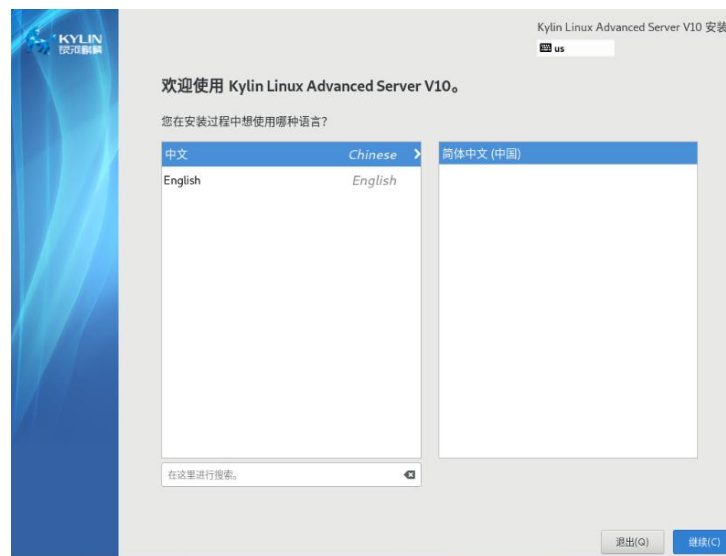 KYLIN
银河麒麟
Kylin Linux Advanced Server V10 安装
us
欢迎使用 Kylin Linux Advanced Server V10。
您在安装过程中想使用哪种语言?
中文 Chinese
English English
简体中文 (中国)
在这里进行搜索。
退出(Q)
继续(C)